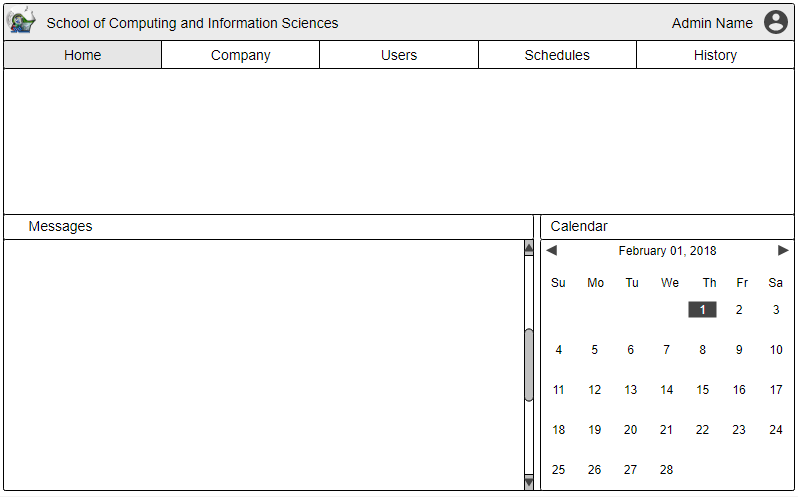 School of Computing and Information Sciences Admin Name
Home Company Users Schedules History
Messages Calendar
February 01, 2018
Su Mo Tu We Th Fr Sa
1 2 3
4 5 6 7 8 9 10
11 12 13 14 15 16 17
18 19 20 21 22 23 24
25 26 27 28